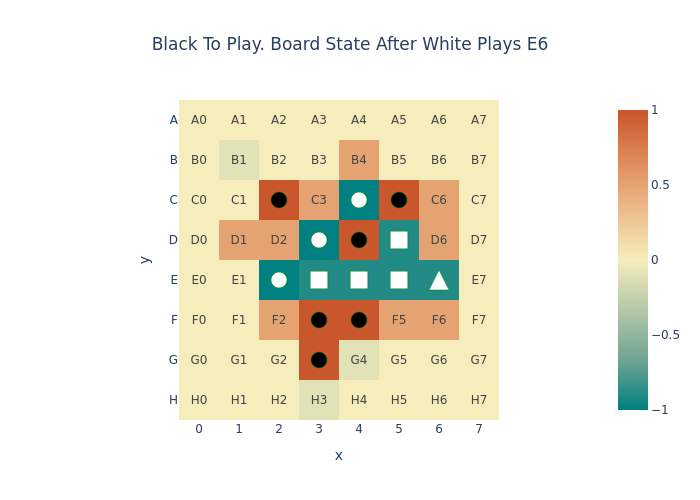 Black To Play. Board State After White Plays E6
A A0 A1 A2 A3 A4 A5 A6 A7
B B0 B1 B2 B3 B4 B5 B6 B7
C C0 C1 C3 C6 C7
D D0 D1 D2 D6 D7
E E0 E1 E7
F F0 F1 F2 F5 F6 F7
G G0 G1 G2 G4 G5 G6 G7
H H0 H1 H2 H3 H4 H5 H6 H7
0 1 2 3 4 5 6 7
x
y
1
0.5
0
−0.5
−1